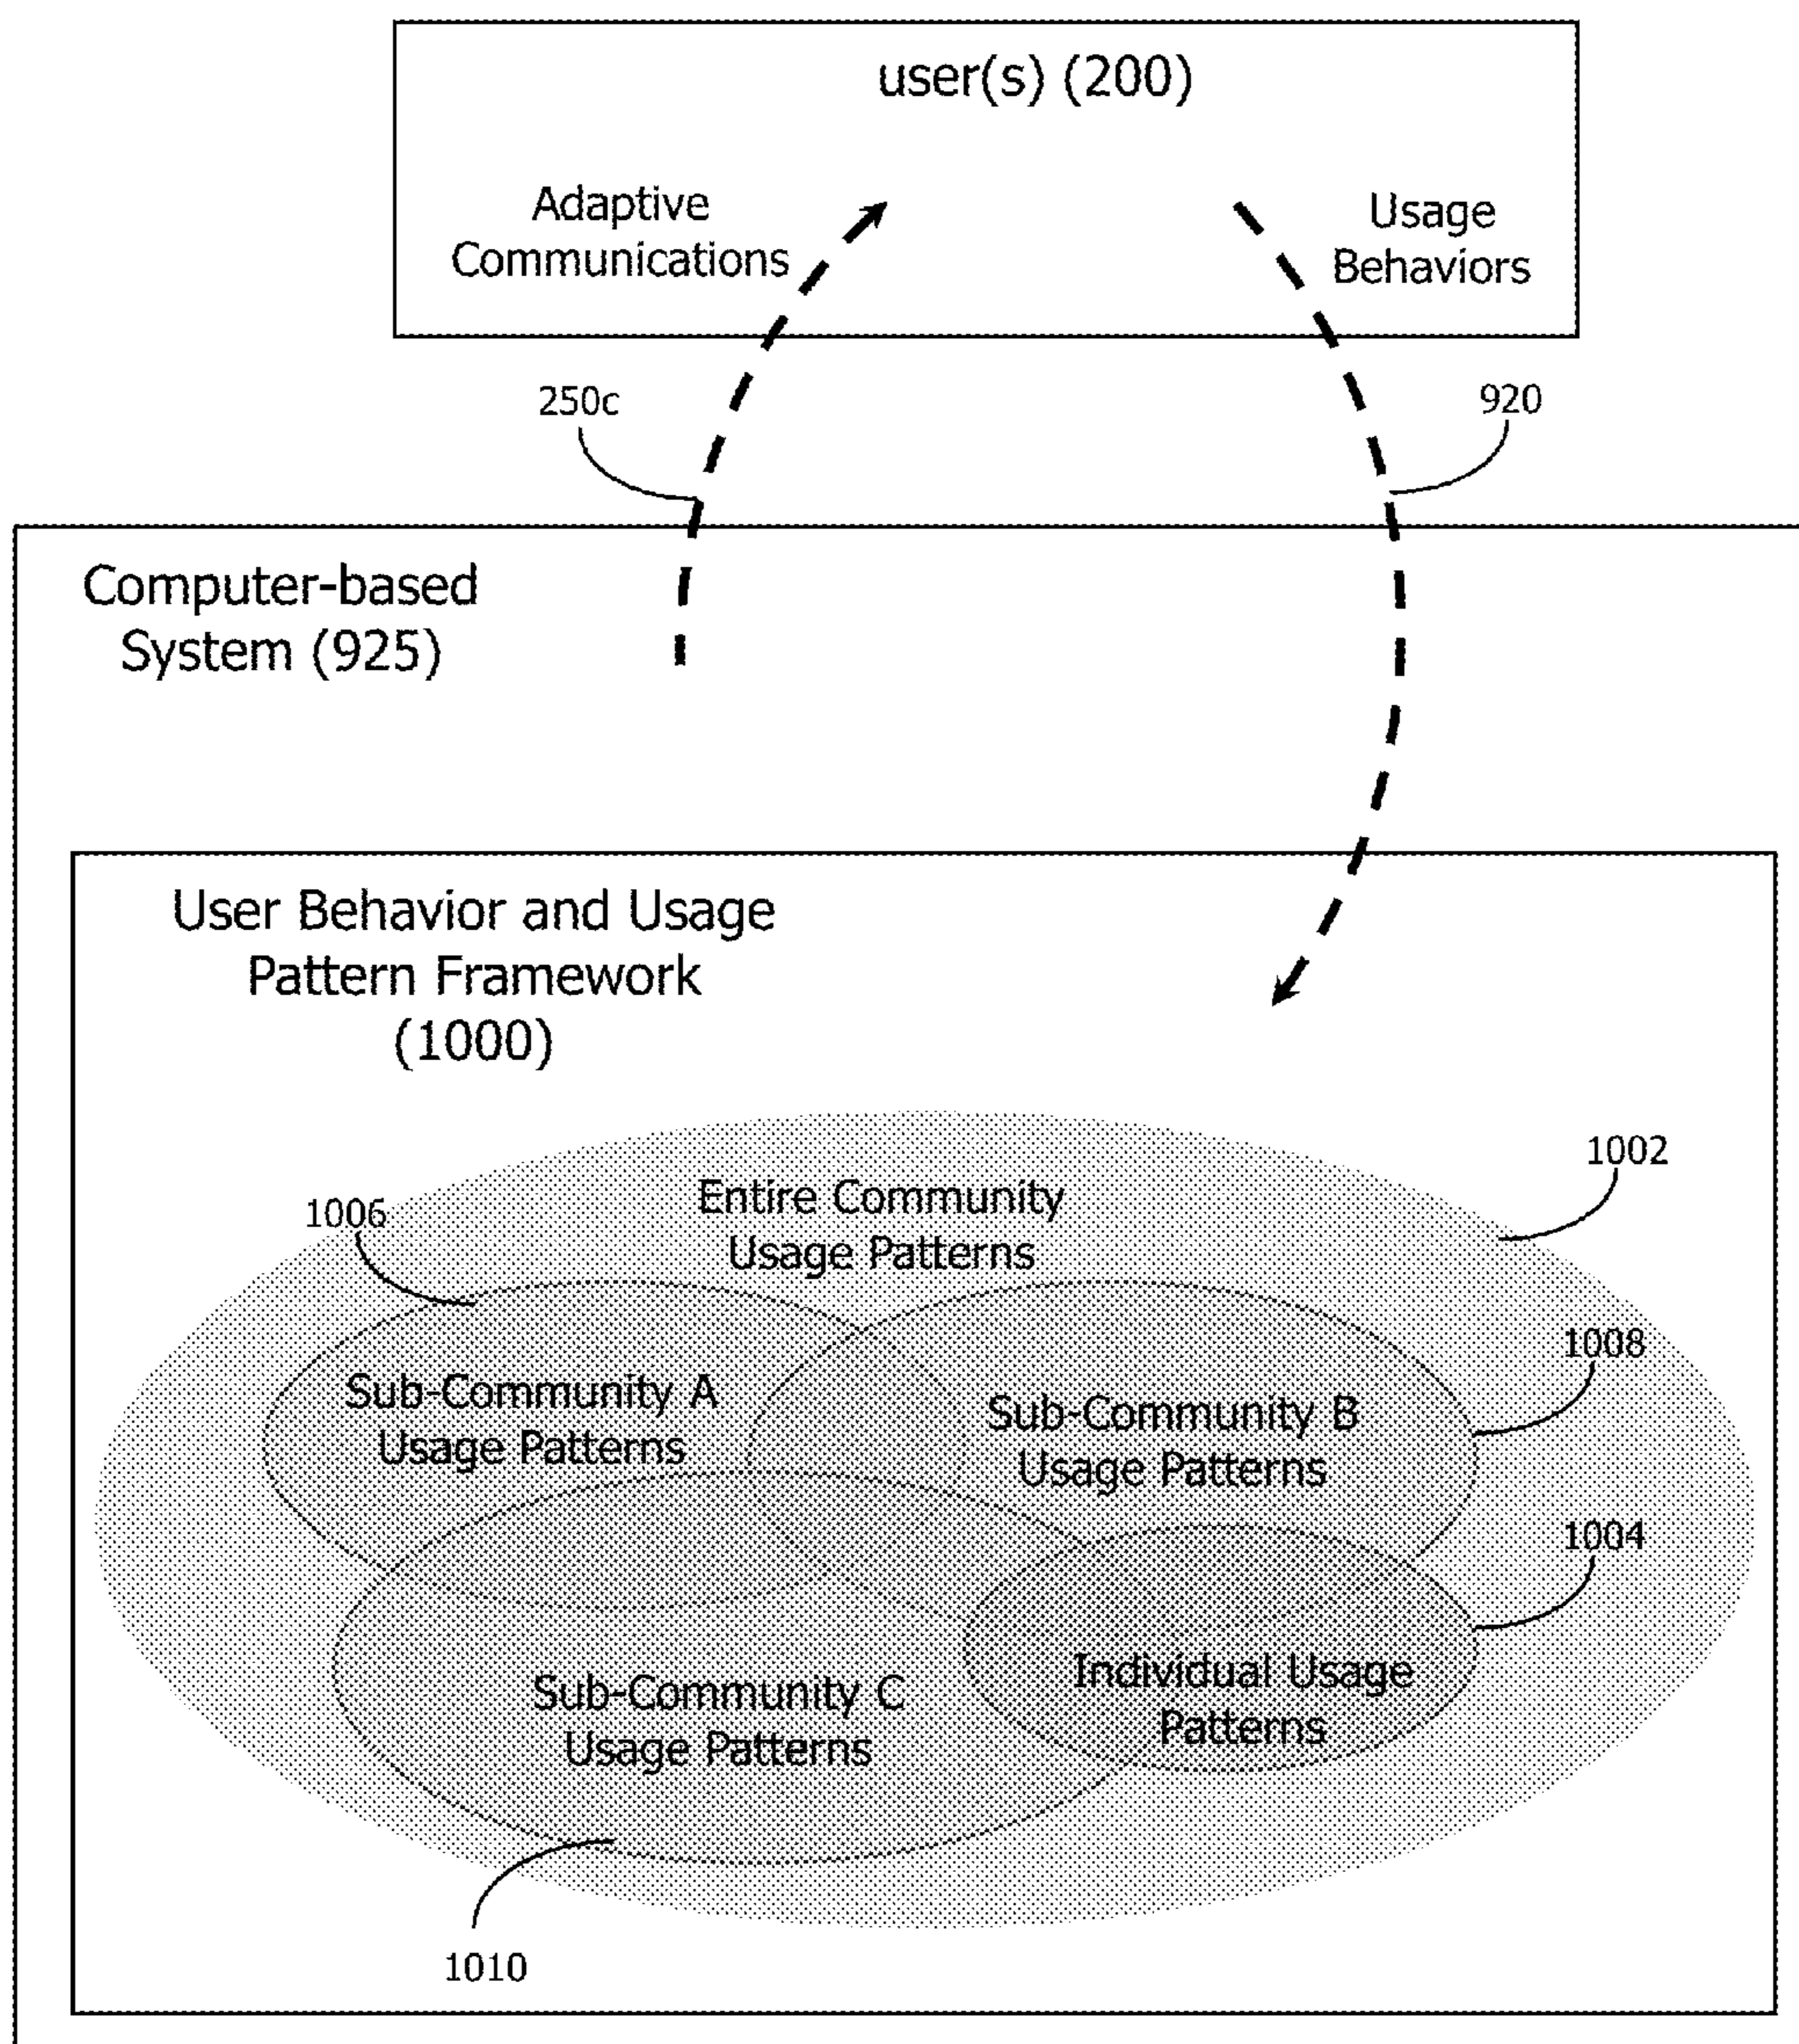 user(s) (200)
Adaptive
Communications
Usage
Behaviors
250c
920
Computer-based
System (925)
User Behavior and Usage
Pattern Framework
(1000)
1002
Entire Community
Usage Patterns
1006
1008
Sub-Community A
Usage Patterns
Sub-Community B
Usage Patterns
1004
Individual Usage
Patterns
Sub-Community C
Usage Patterns
1010